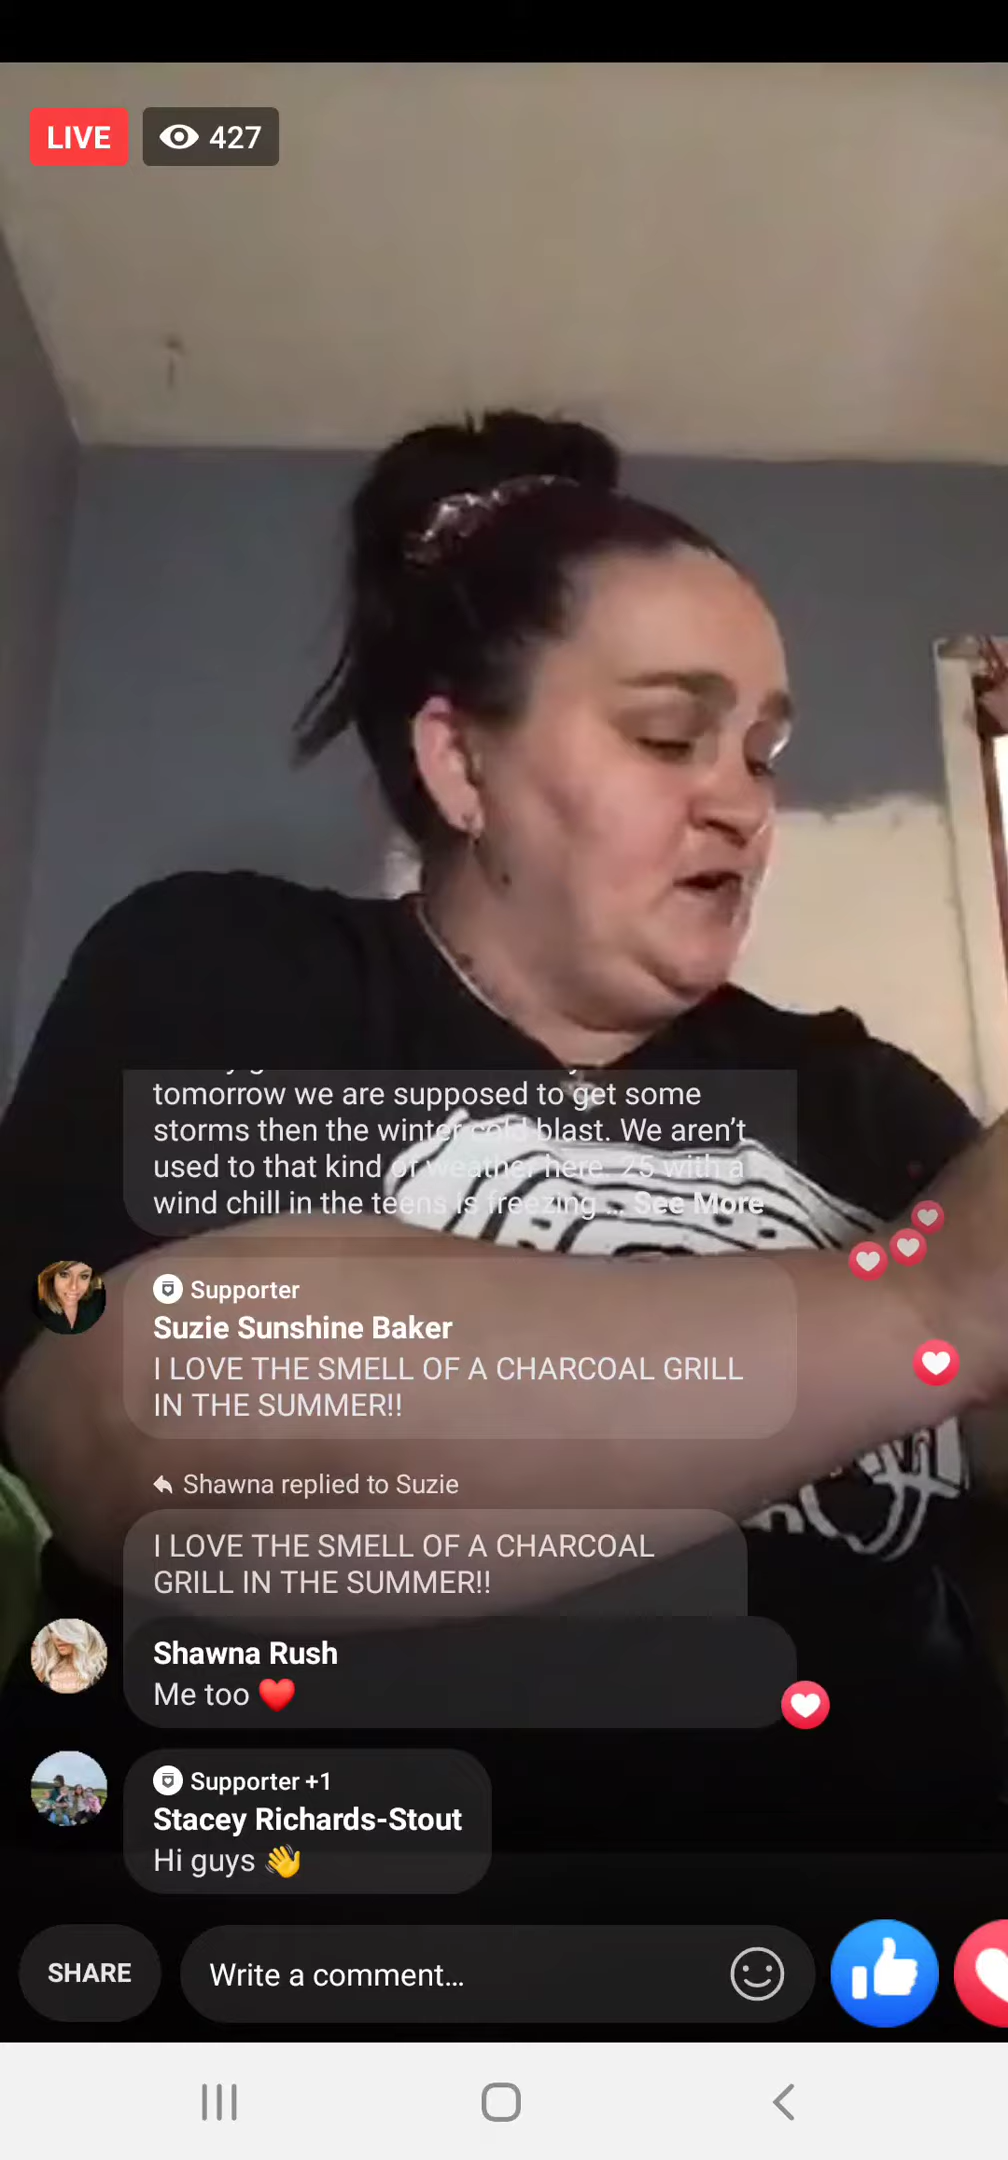 LIVE 427
tomorrow we are supposed to get some
storms then the winter cold blast. We aren't
used to that kind of weather here. 25 with a
wind chill in the teens is freezing ... See More
Supporter
Suzie Sunshine Baker
I LOVE THE SMELL OF A CHARCOAL GRILL
IN THE SUMMER!!
Shawna replied to Suzie
I LOVE THE SMELL OF A CHARCOAL
GRILL IN THE SUMMER!!
Shawna Rush
Me too ❤️
Supporter +1
Stacey Richards-Stout
Hi guys 👋
SHARE Write a comment...